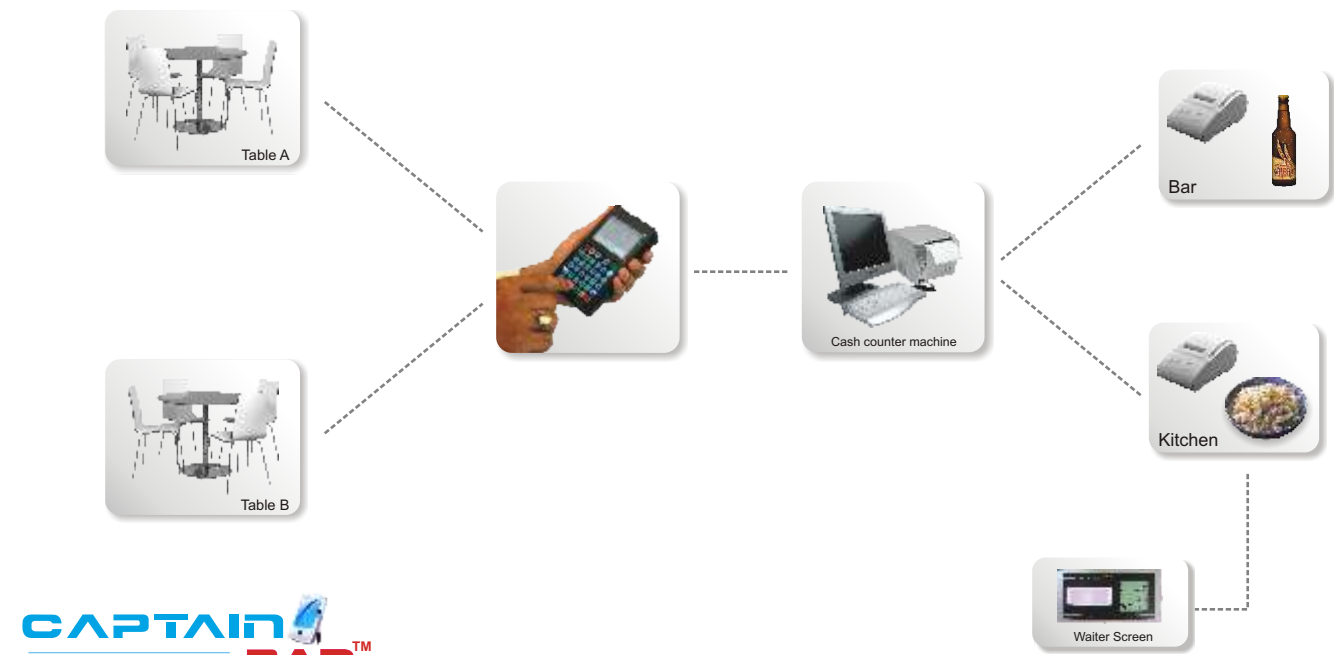 Table A
Bar
Cash counter machine
Kitchen
Table B
CAPTAIN
TM
Waiter Screen